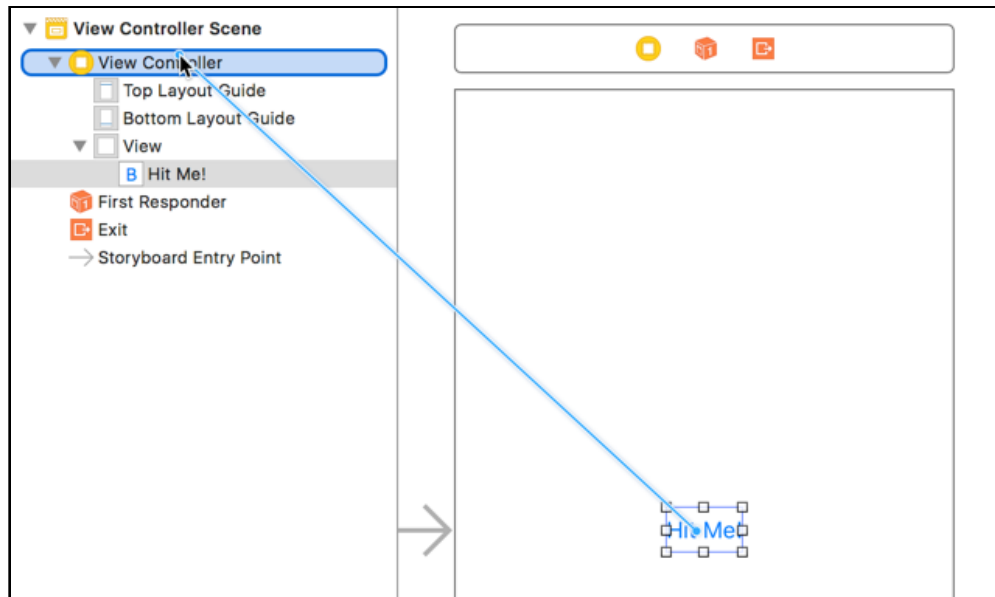 View Controller Scene
View Controller
Top Layout Guide
Bottom Layout Guide
View
B Hit Me!
First Responder
Exit
Storyboard Entry Point
Hit Me!